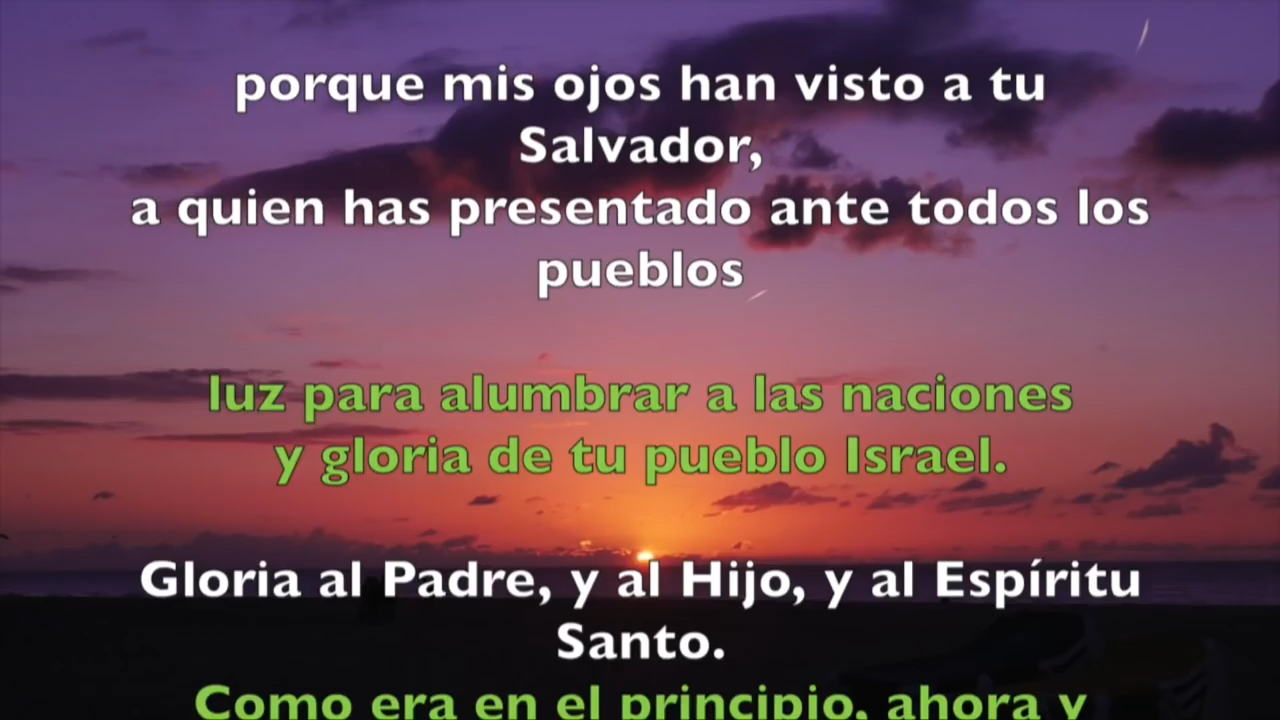 porque mis ojos han visto a tu
Salvador,
a quien has presentado ante todos los
pueblos
luz para alumbrar a las naciones
y gloria de tu pueblo Israel.
Gloria al Padre, y al Hijo, y al Espíritu
Santo.
Como era en el principio, ahora y